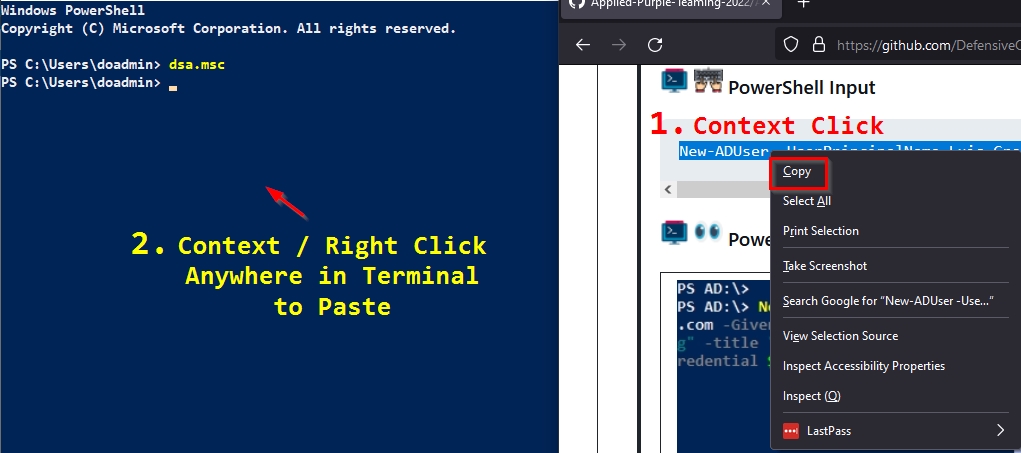 Windows PowerShell
Copyright (C) Microsoft Corporation. All rights reserved.
PS C:\Users\doadmin> dsa.msc
PS C:\Users\doadmin>
2. Context / Right Click
Anywhere in Terminal
to Paste
Applied-Purple-Teaming-2022/
https://github.com/Defensive
PowerShell Input
1. Context Click
New-ADUser -UserPrincipalName Luis
Copy
Select All
Print Selection
Take Screenshot
Search Google for “New-ADUser -Use...”
View Selection Source
Inspect Accessibility Properties
Inspect (Q)
LastPass
Powe
PS AD:\>
PS AD:\> Ne
.com -Given
g" -title
redential $